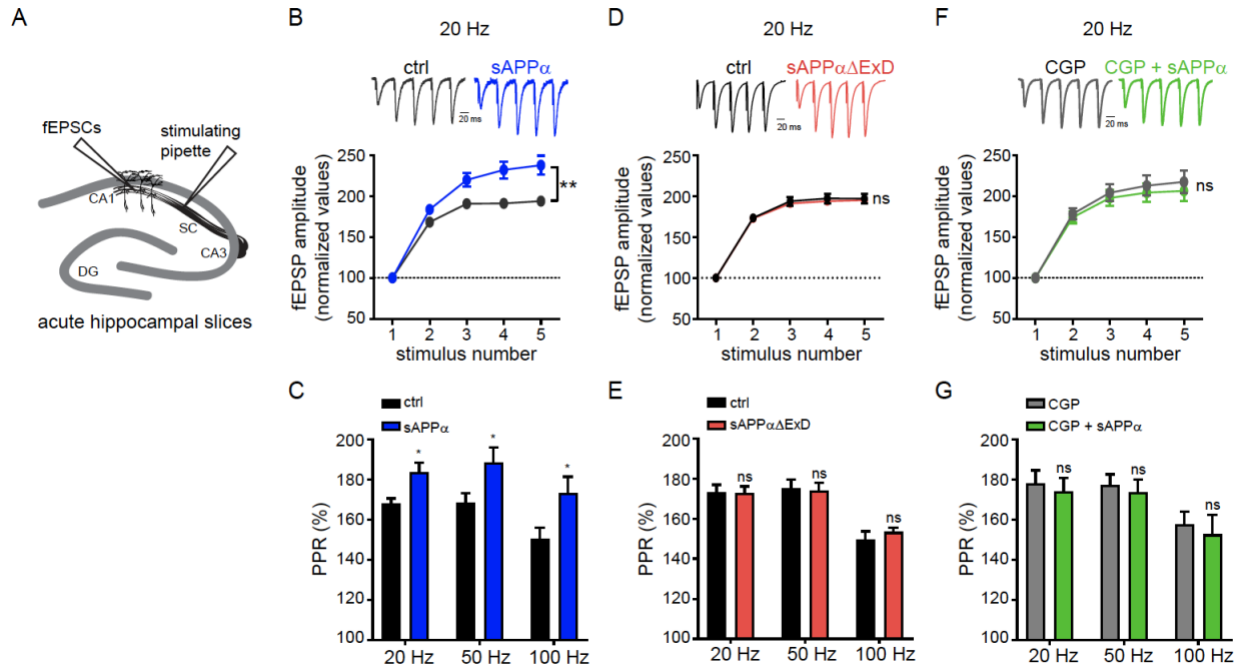 A
fEPSCs
stimulating
pipette
CA1
SC
CA3
DG
acute hippocampal slices
B
20 Hz
ctrl
sAPPα
20 ms
fEPSP amplitude
(normalized values)
250
200
150
100
50
**
1 2 3 4 5
stimulus number
C
ctrl
sAPPα
PPR (%)
200
180
160
140
120
100
* * *
20 Hz 50 Hz 100 Hz
D
20 Hz
ctrl
sAPPαΔExD
20 ms
fEPSP amplitude
(normalized values)
250
200
150
100
50
ns
1 2 3 4 5
stimulus number
E
ctrl
sAPPαΔExD
PPR (%)
200
180
160
140
120
100
ns ns ns
20 Hz 50 Hz 100 Hz
F
20 Hz
CGP
CGP + sAPPα
20 ms
fEPSP amplitude
(normalized values)
250
200
150
100
50
ns
1 2 3 4 5
stimulus number
G
CGP
CGP + sAPPα
PPR (%)
200
180
160
140
120
100
ns ns ns
20 Hz 50 Hz 100 Hz